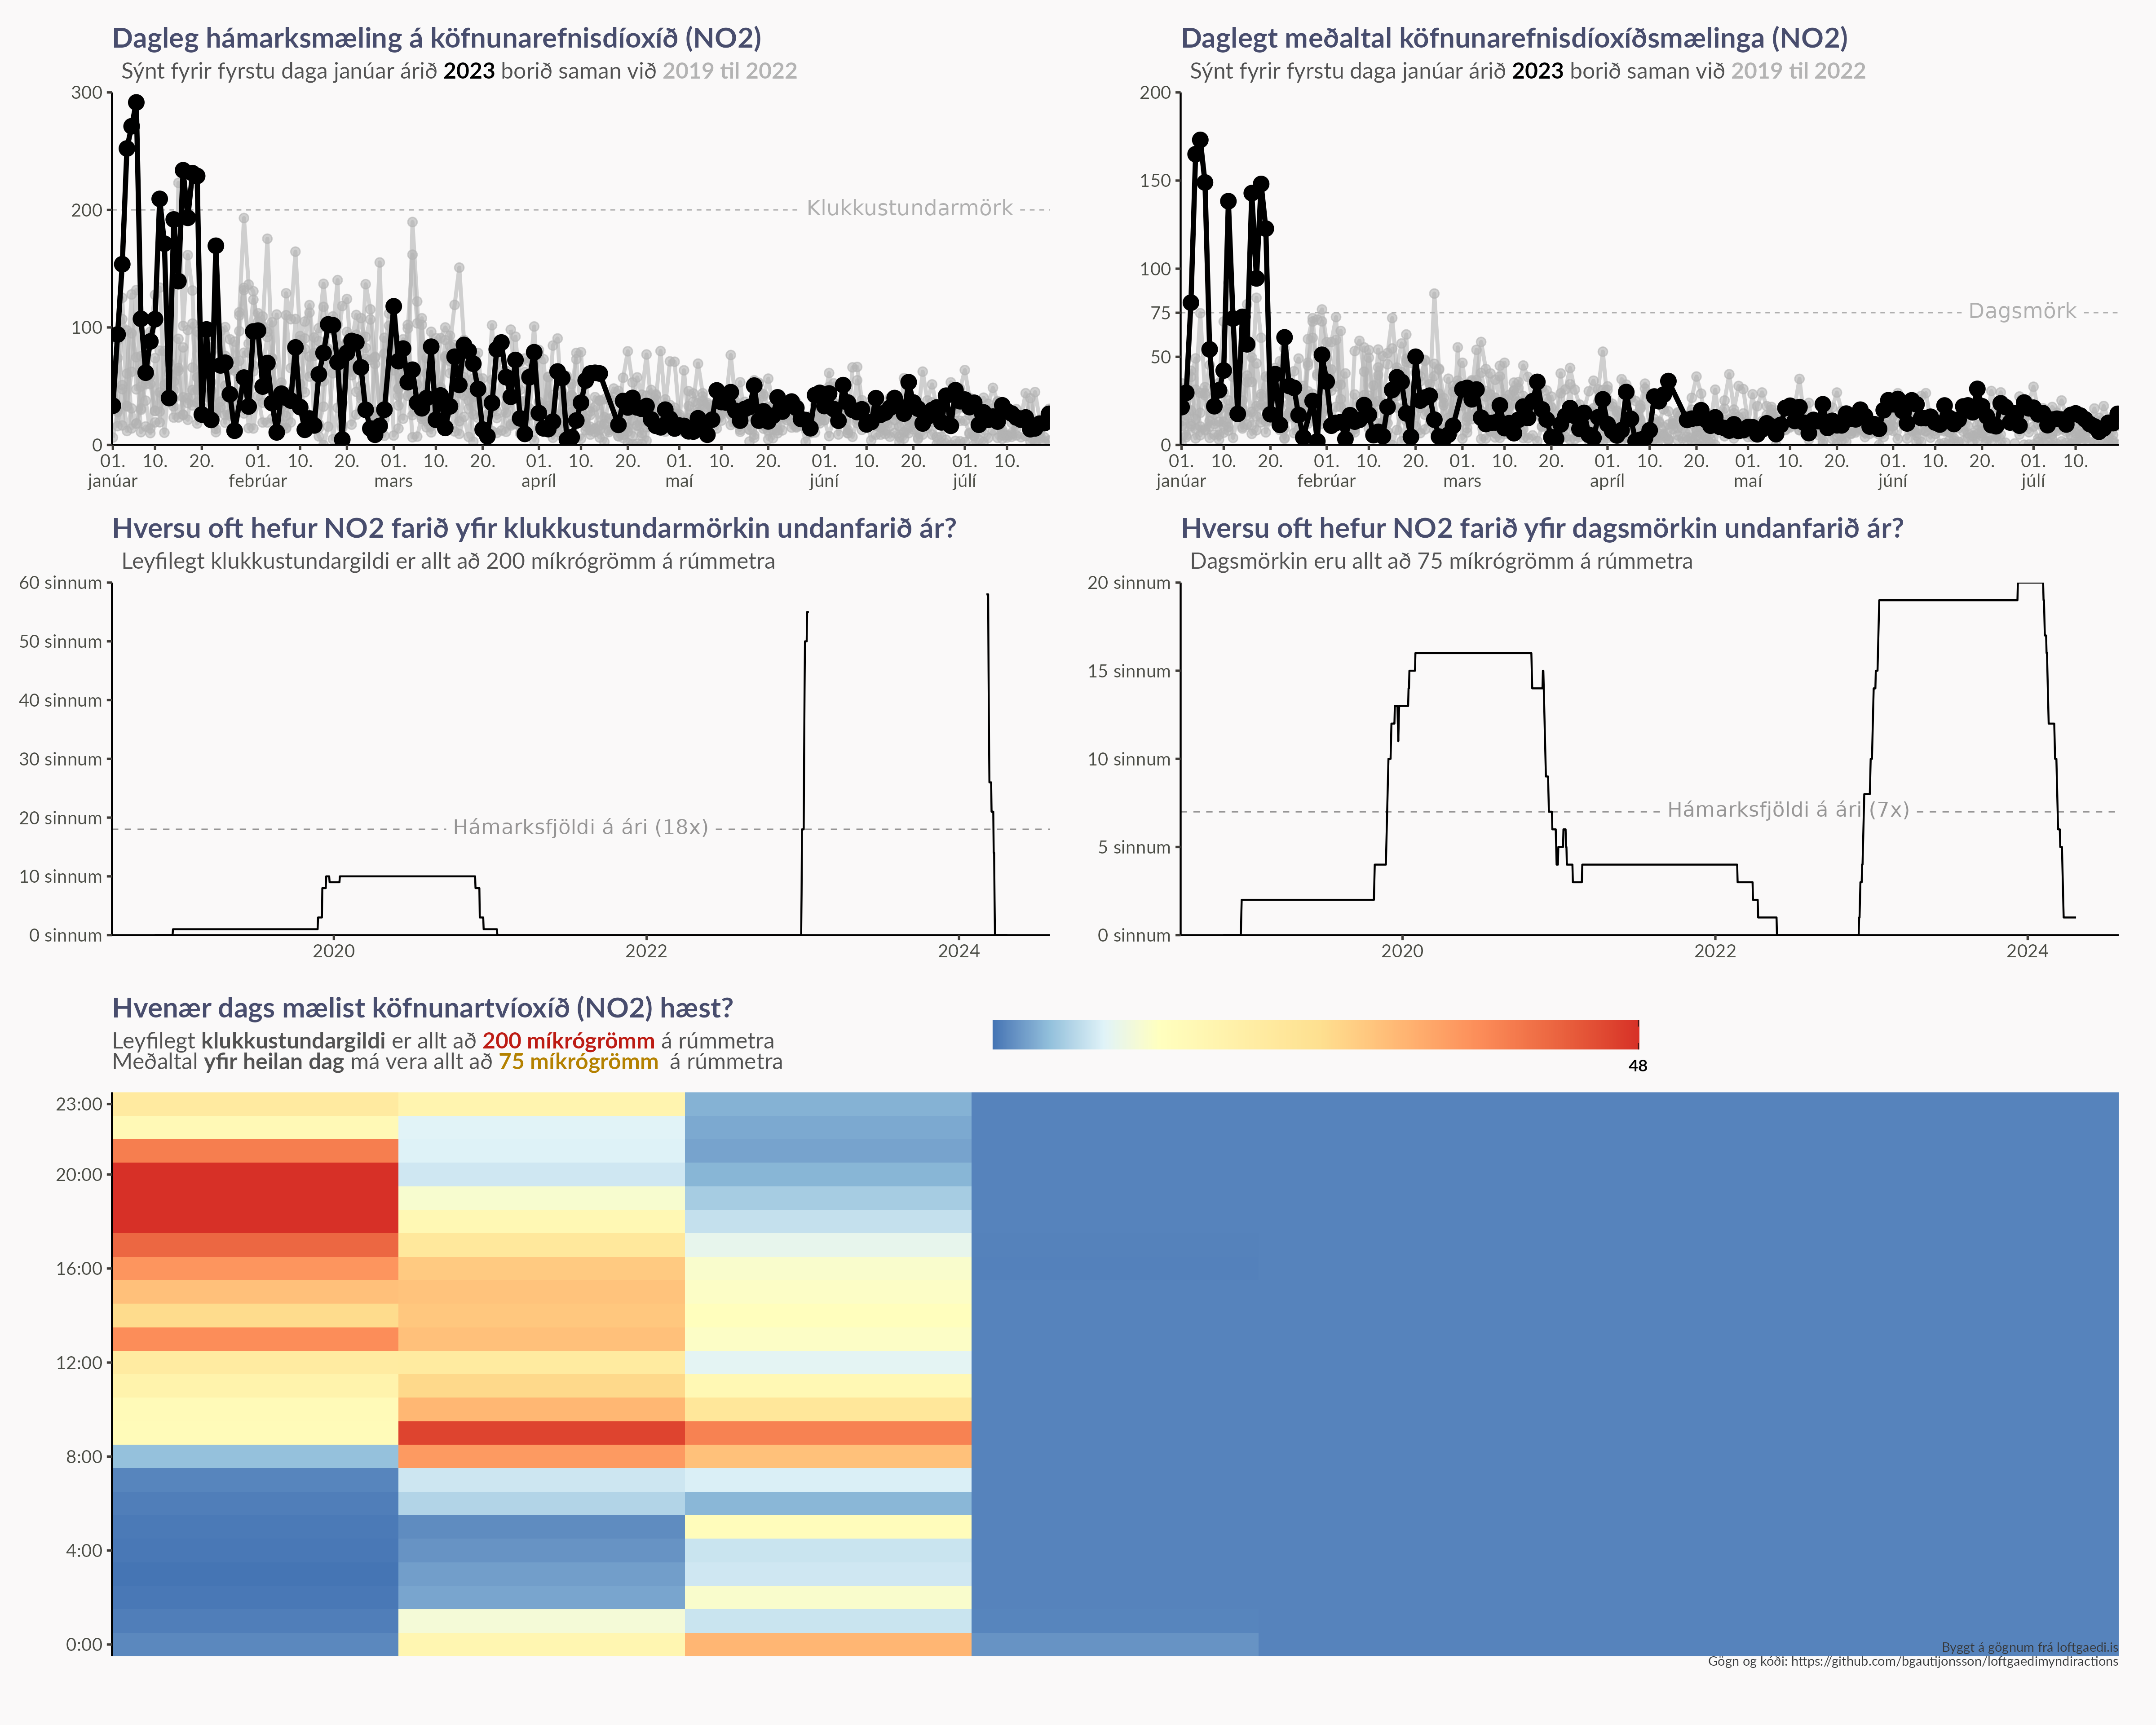 Dagleg hámarksmæling á köfnunarefnisdíoxíð (NO2)
Sýnt fyrir fyrstu daga janúar árið 2023 borið saman við 2019 til 2022
300
200
100
0
Klukkustundarmörk
01. 10. 20. 01. 10. 20. 01. 10. 20. 01. 10. 20. 01. 10. 20. 01. 10. 20. 01. 10.
janúar febrúar mars apríl maí júní júlí
Daglegt meðaltal köfnunarefnisdíoxíðsmælinga (NO2)
Sýnt fyrir fyrstu daga janúar árið 2023 borið saman við 2019 til 2022
200
150
100
75
50
0
Dagsmörk
01. 10. 20. 01. 10. 20. 01. 10. 20. 01. 10. 20. 01. 10. 20. 01. 10. 20. 01. 10.
janúar febrúar mars apríl maí júní júlí
Hversu oft hefur NO2 farið yfir klukkustundarmörkin undanfarið ár?
Leyfilegt klukkustundargildi er allt að 200 míkrógrömm á rúmmetra
60 sinnum
50 sinnum
40 sinnum
30 sinnum
20 sinnum
10 sinnum
0 sinnum
Hámarksfjöldi á ári (18x)
2020 2022 2024
Hversu oft hefur NO2 farið yfir dagsmörkin undanfarið ár?
Dagsmörkin eru allt að 75 míkrógrömm á rúmmetra
20 sinnum
15 sinnum
10 sinnum
5 sinnum
0 sinnum
Hámarksfjöldi á ári (7x)
2020 2022 2024
Hvenær dags mælist köfnunartvíoxíð (NO2) hæst?
Leyfilegt klukkustundargildi er allt að 200 míkrógrömm á rúmmetra
Meðaltal yfir heilan dag má vera allt að 75 míkrógrömm á rúmmetra
48
23:00
20:00
16:00
12:00
8:00
4:00
0:00
Byggt á gögnum frá loftgaedi.is
Gögn og kóði: https://github.com/bgautijonsson/loftgaedimyndiractions